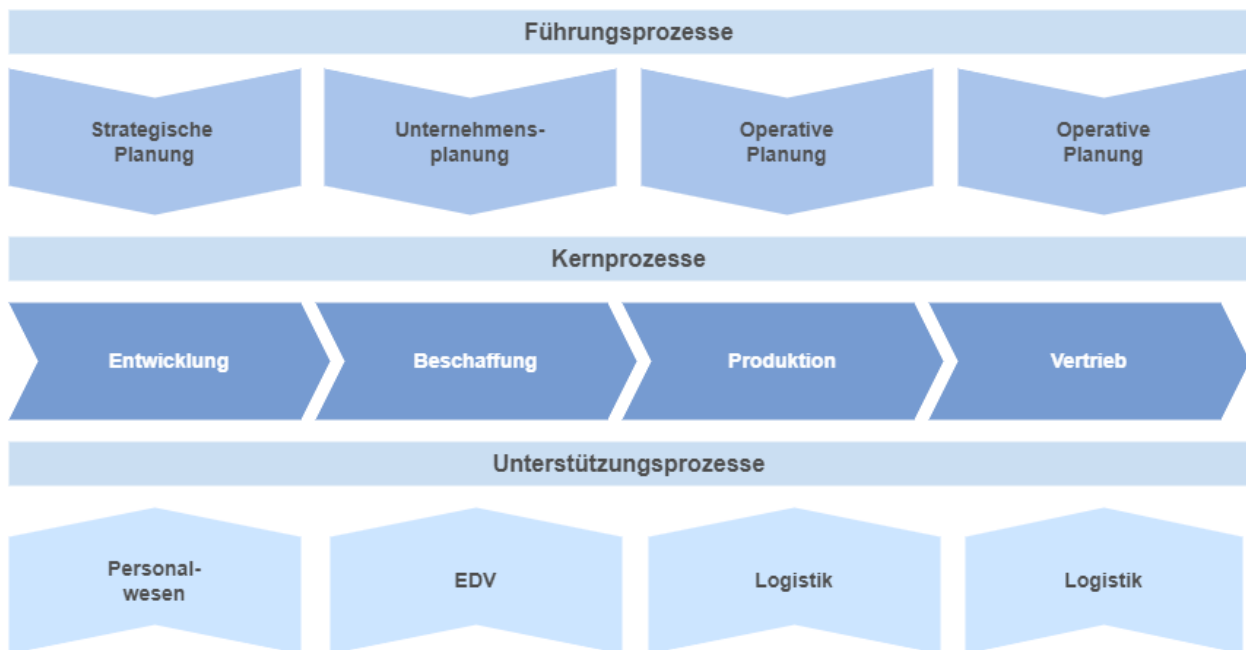 Führungsprozesse
Strategische
Planung
Unternehmens-
planung
Operative
Planung
Operative
Planung
Kernprozesse
Entwicklung
Beschaffung
Produktion
Vertrieb
Unterstützungsprozesse
Personal-
wesen
EDV
Logistik
Logistik